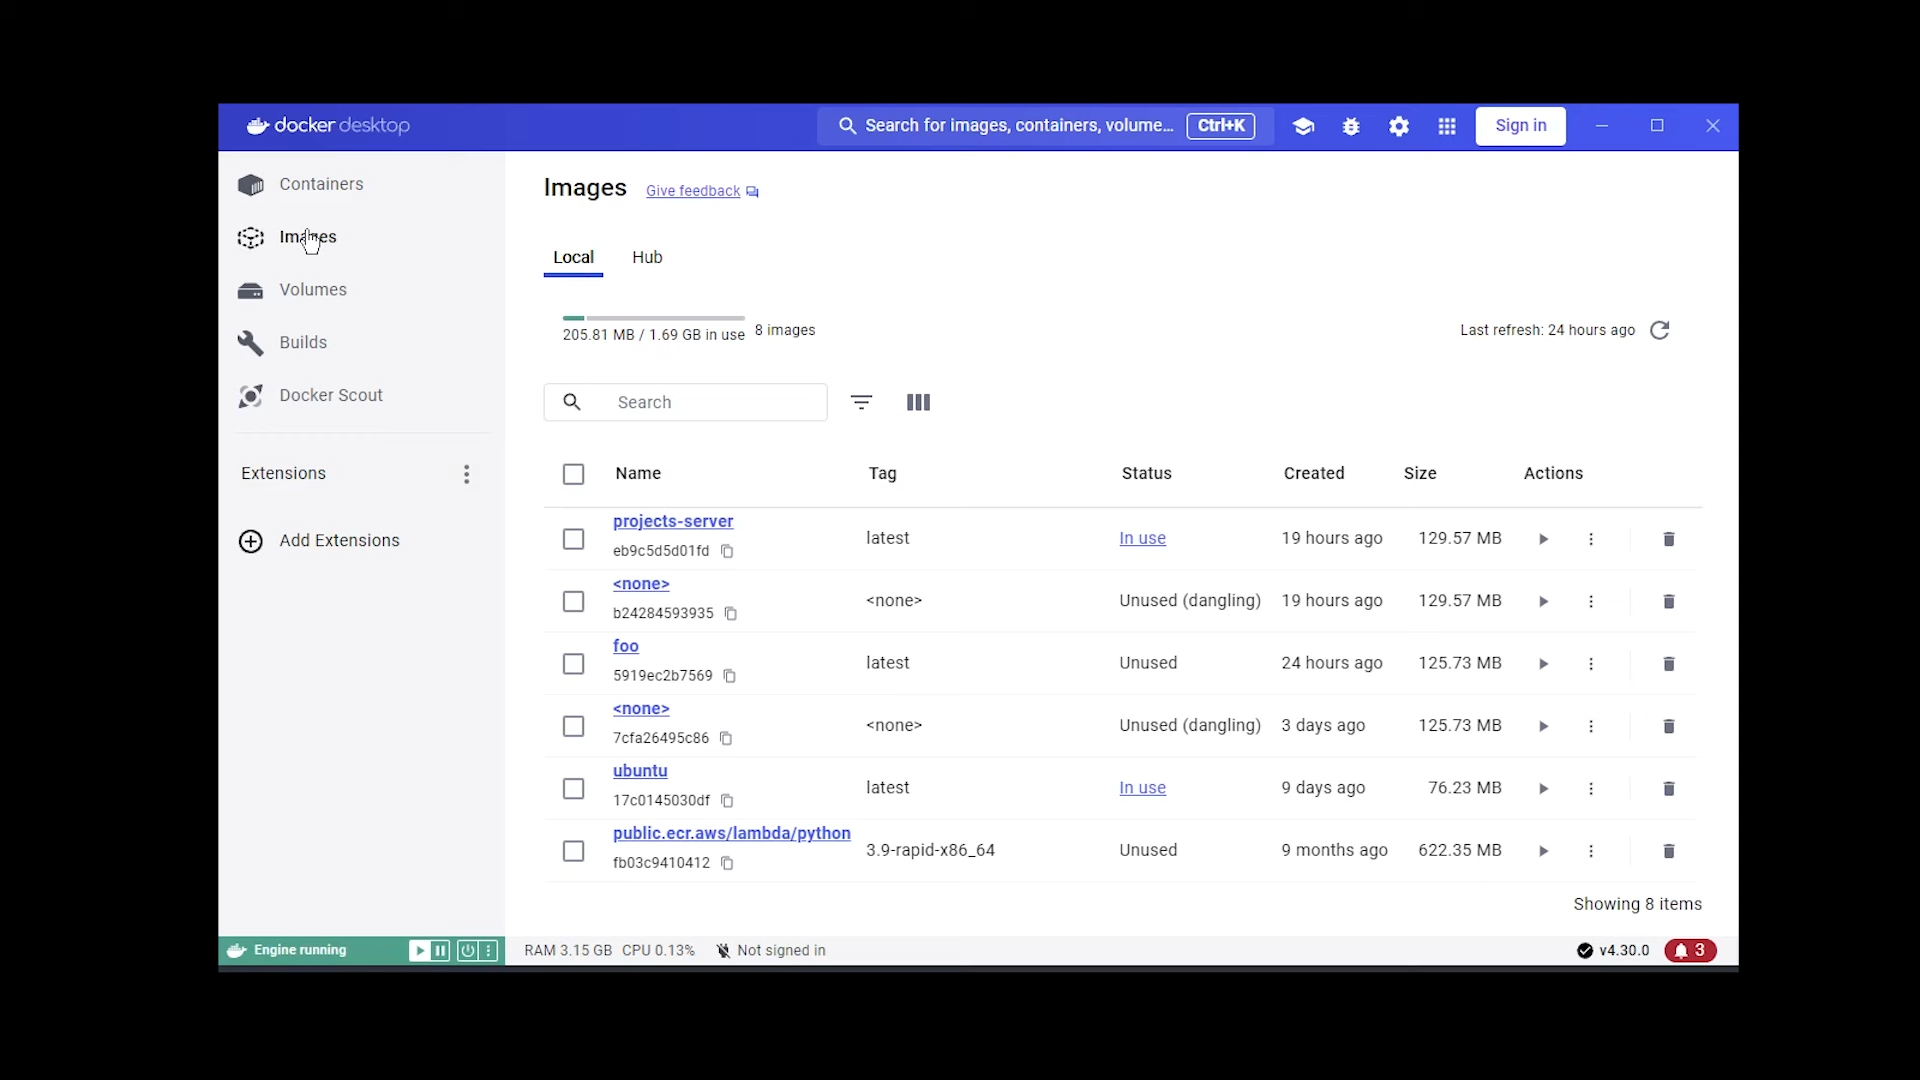 docker desktop
Search for images, containers, volume... Ctrl+K
Sign in
Containers
Images
Volumes
Builds
Docker Scout
Extensions
Add Extensions
Images Give feedback
Local Hub
205.81 MB / 1.69 GB in use 8 images
Last refresh: 24 hours ago
Search
Name Tag Status Created Size Actions
projects-server
eb9c5d5d01fd
latest In use 19 hours ago 129.57 MB
<none>
b24284593935
<none> Unused (dangling) 19 hours ago 129.57 MB
foo
5919ec2b7569
latest Unused 24 hours ago 125.73 MB
<none>
7cfa26495c86
<none> Unused (dangling) 3 days ago 125.73 MB
ubuntu
17c0145030df
latest In use 9 days ago 76.23 MB
public.ecr.aws/lambda/python
fb03c9410412
3.9-rapid-x86_64 Unused 9 months ago 622.35 MB
Showing 8 items
Engine running
RAM 3.15 GB CPU 0.13% Not signed in
v4.30.0 3